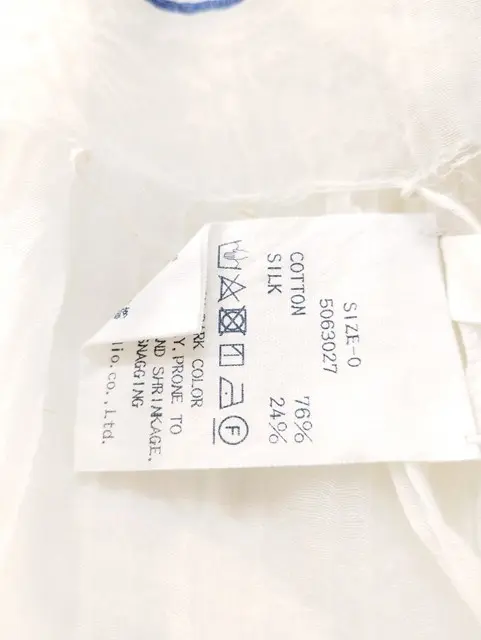 SIZE-0
5063027
COTTON 76%
SILK 24%
F
RK COLOR
Y.PRONE TO
ND SHRINKAGE.
NAGGING
lio.co.,Ltd.